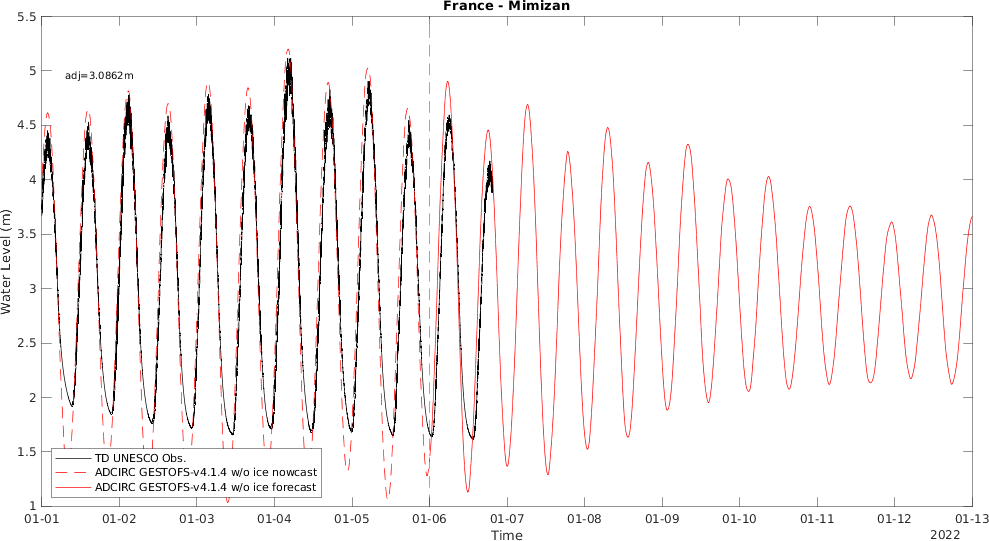 France - Mimizan
5.5
5
4.5
4
3.5
3
2.5
2
1.5
1
Water Level (m)
adj=3.0862m
TD UNESCO Obs.
ADCIRC GESTOFS-v4.1.4 w/o ice nowcast
ADCIRC GESTOFS-v4.1.4 w/o ice forecast
01-01 01-02 01-03 01-04 01-05 01-06 01-07 01-08 01-09 01-10 01-11 01-12 01-13
Time
2022